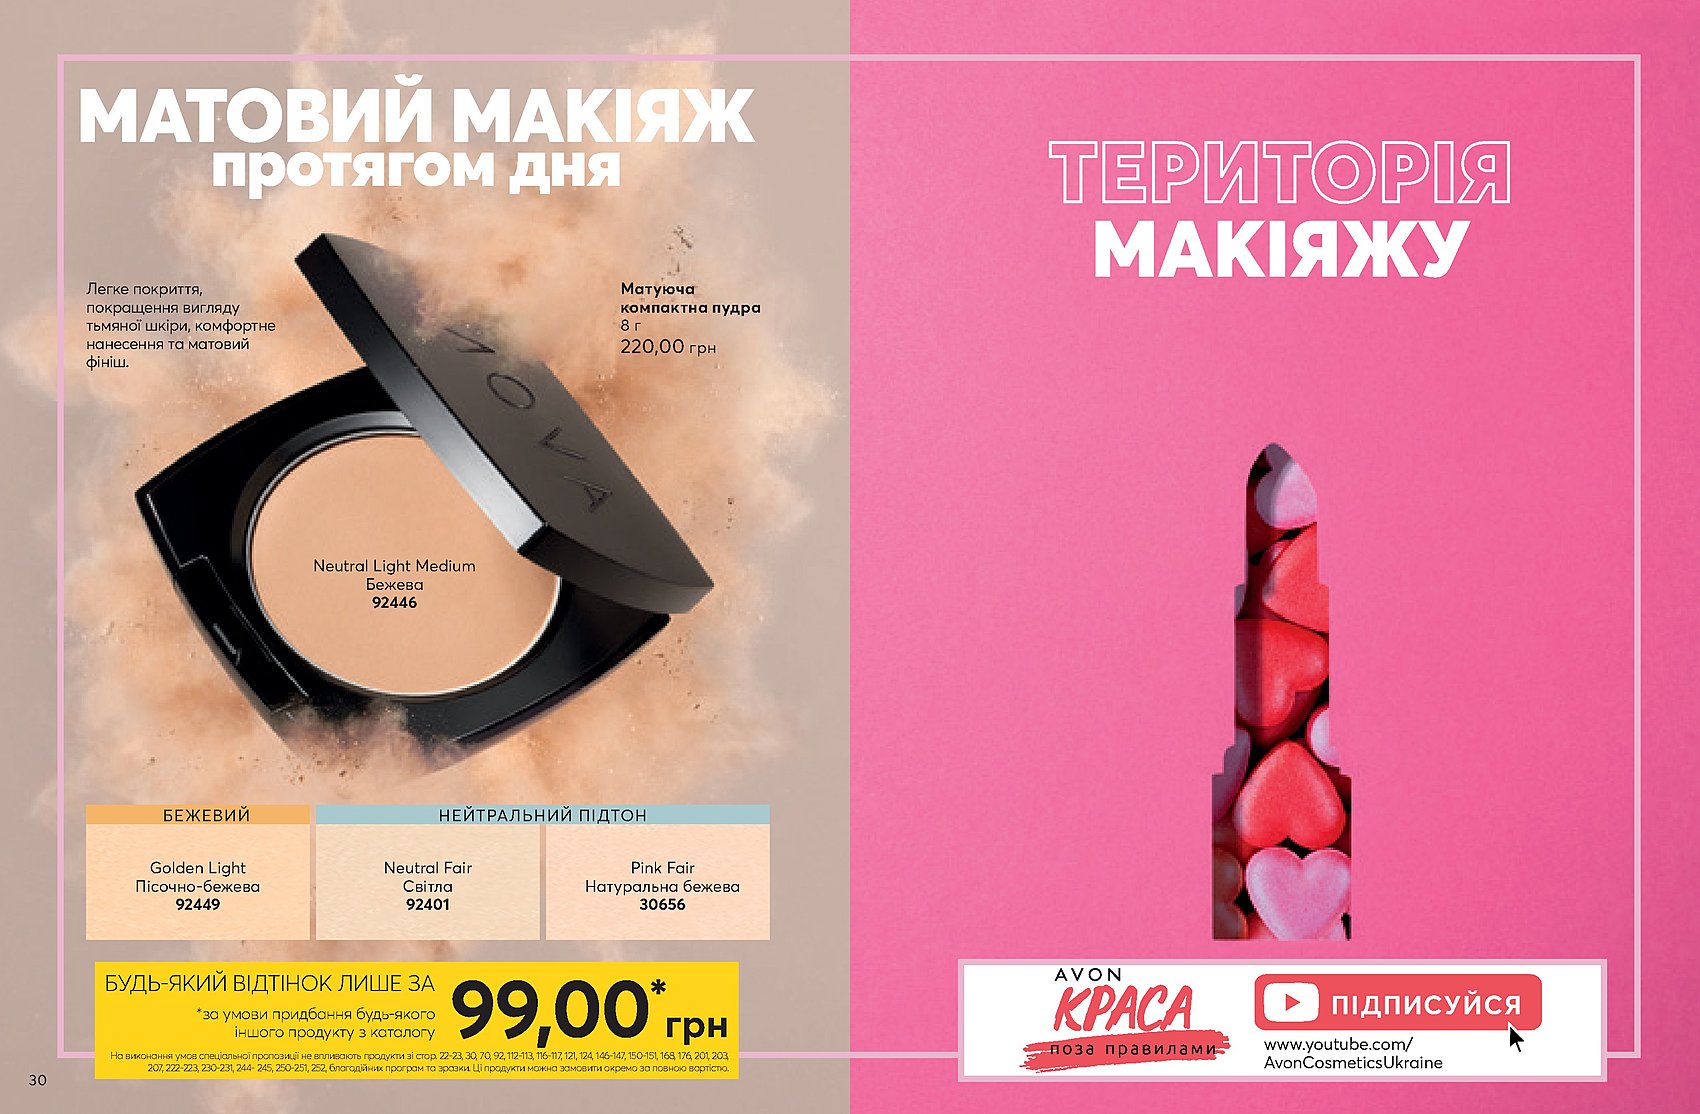 МАТОВИЙ МАКІЯЖ
протягом дня
Легке покриття,
покращення вигляду
тьмяної шкіри, комфортне
нанесення та матовий
фініш.
Матуюча
компактна пудра
8 г
220,00 грн
AVON
Neutral Light Medium
Бежева
92446
БЕЖЕВИЙ
НЕЙТРАЛЬНИЙ ПІДТОН
Golden Light
Пісочно-бежева
92449
Neutral Fair
Світла
92401
Pink Fair
Натуральна бежева
30656
БУДЬ-ЯКИЙ ВІДТІНОК ЛИШЕ ЗА
*за умови придбання будь-якого
іншого продукту з каталогу
99,00* грн
На виконання умов спеціальної пропозиції не впливають продукти зі стор. 22-23, 30, 70, 92, 112-113, 116-117, 121, 124, 146-147, 150-151, 168, 176, 201, 203,
207, 222-223, 230-231, 244- 245, 250-251, 252, благодійних програм та зразки. Ці продукти можна замовити окремо за повною вартістю.
30
ТЕРИТОРІЯ
МАКІЯЖУ
AVON
КРАСА
поза правилами
ПІДПИСУЙСЯ
www.youtube.com/
AvonCosmeticsUkraine